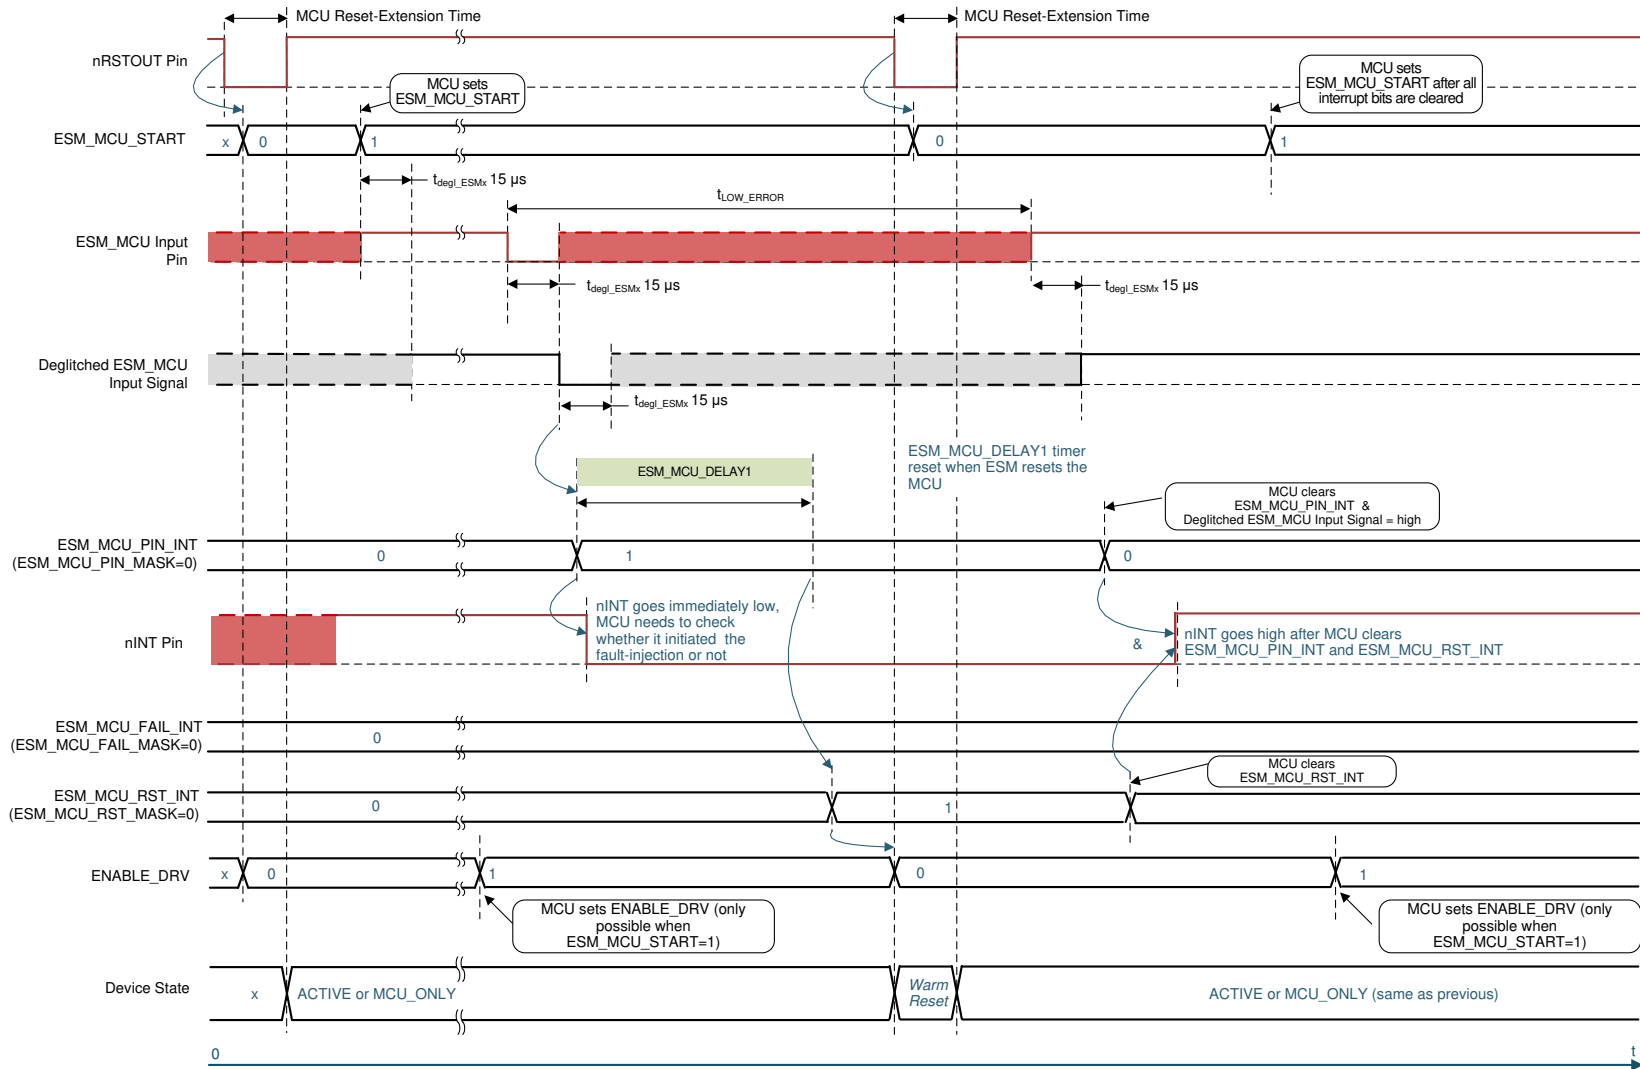 MCU Reset-Extension Time
MCU Reset-Extension Time
nRSTOUT Pin
MCU sets
ESM_MCU_START
MCU sets
ESM_MCU_START after all
interrupt bits are cleared
ESM_MCU_START
x
0
1
0
1
tdegl_ESMx 15 µs
tLOW_ERROR
ESM_MCU Input
Pin
tdegl_ESMx 15 µs
tdegl_ESMx 15 µs
Deglitched ESM_MCU
Input Signal
tdegl_ESMx 15 µs
ESM_MCU_DELAY1
ESM_MCU_DELAY1 timer
reset when ESM resets the
MCU
MCU clears
ESM_MCU_PIN_INT &
Deglitched ESM_MCU Input Signal = high
ESM_MCU_PIN_INT
(ESM_MCU_PIN_MASK=0)
0
1
0
nINT Pin
nINT goes immediately low,
MCU needs to check
whether it initiated the
fault-injection or not
&
nINT goes high after MCU clears
ESM_MCU_PIN_INT and ESM_MCU_RST_INT
ESM_MCU_FAIL_INT
(ESM_MCU_FAIL_MASK=0)
0
MCU clears
ESM_MCU_RST_INT
ESM_MCU_RST_INT
(ESM_MCU_RST_MASK=0)
0
1
ENABLE_DRV
x
0
1
0
1
MCU sets ENABLE_DRV (only
possible when
ESM_MCU_START=1)
MCU sets ENABLE_DRV (only
possible when
ESM_MCU_START=1)
Device State
x
ACTIVE or MCU_ONLY
Warm
Reset
ACTIVE or MCU_ONLY (same as previous)
0
t